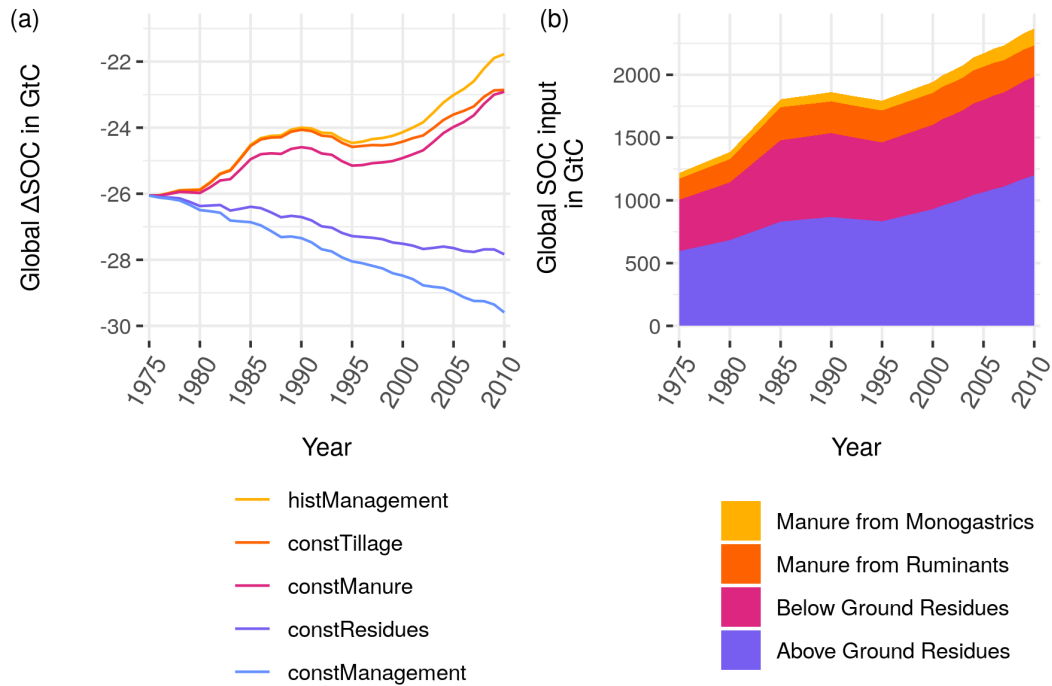 (a)
Global ΔSOC in GtC
-22
-24
-26
-28
-30
1975
1980
1985
1990
1995
2000
2005
2010
Year
histManagement
constTillage
constManure
constResidues
constManagement
(b)
Global SOC input
in GtC
2000
1500
1000
500
0
1975
1980
1985
1990
1995
2000
2005
2010
Year
Manure from Monogastrics
Manure from Ruminants
Below Ground Residues
Above Ground Residues